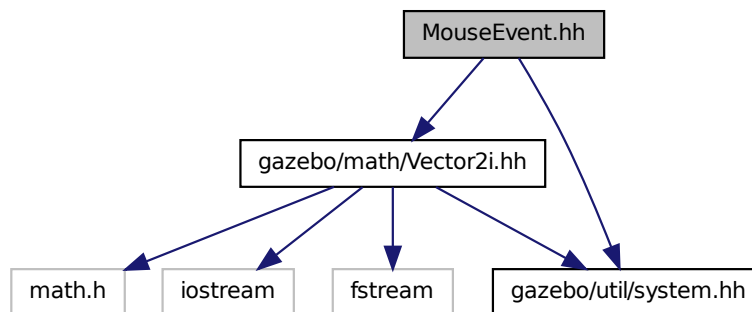 MouseEvent.hh
gazebo/math/Vector2i.hh
math.h
iostream
fstream
gazebo/util/system.hh